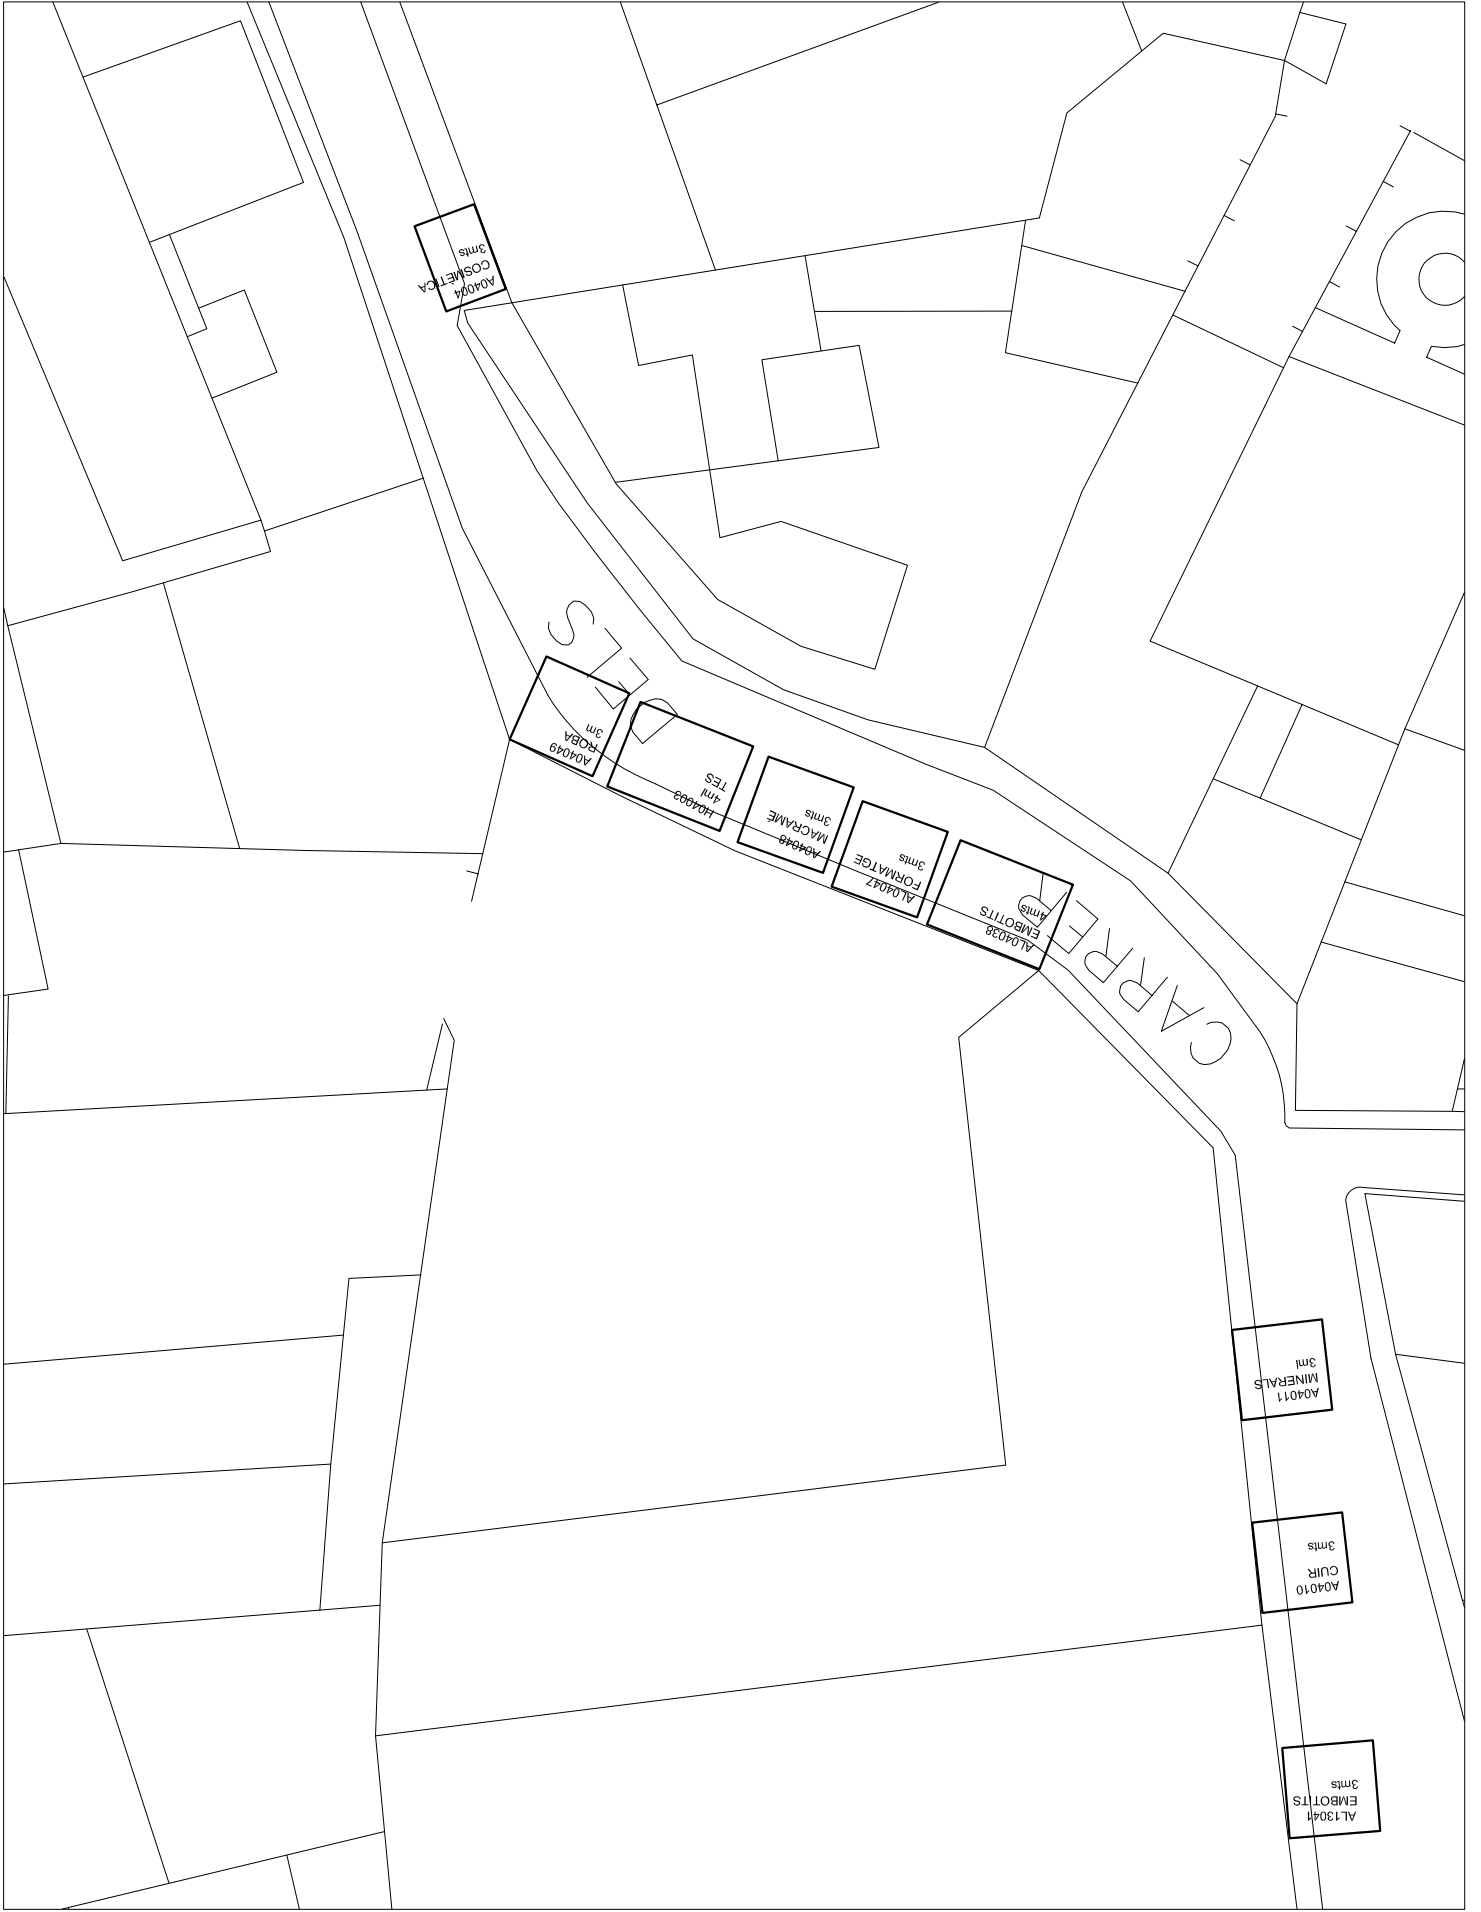 A04004
COSMÈTICA
3mts
A04049
ROBA
3m
H04003
4ml
TES
A04048
MACRAMÉ
3mts
AL04047
FORMATGE
3mts
AL04038
EMBOTITS
4mts
CARRER DELS
A04011
MINERALS
3ml
A04010
CUIR
3mts
AL13041
EMBOTITS
3mts